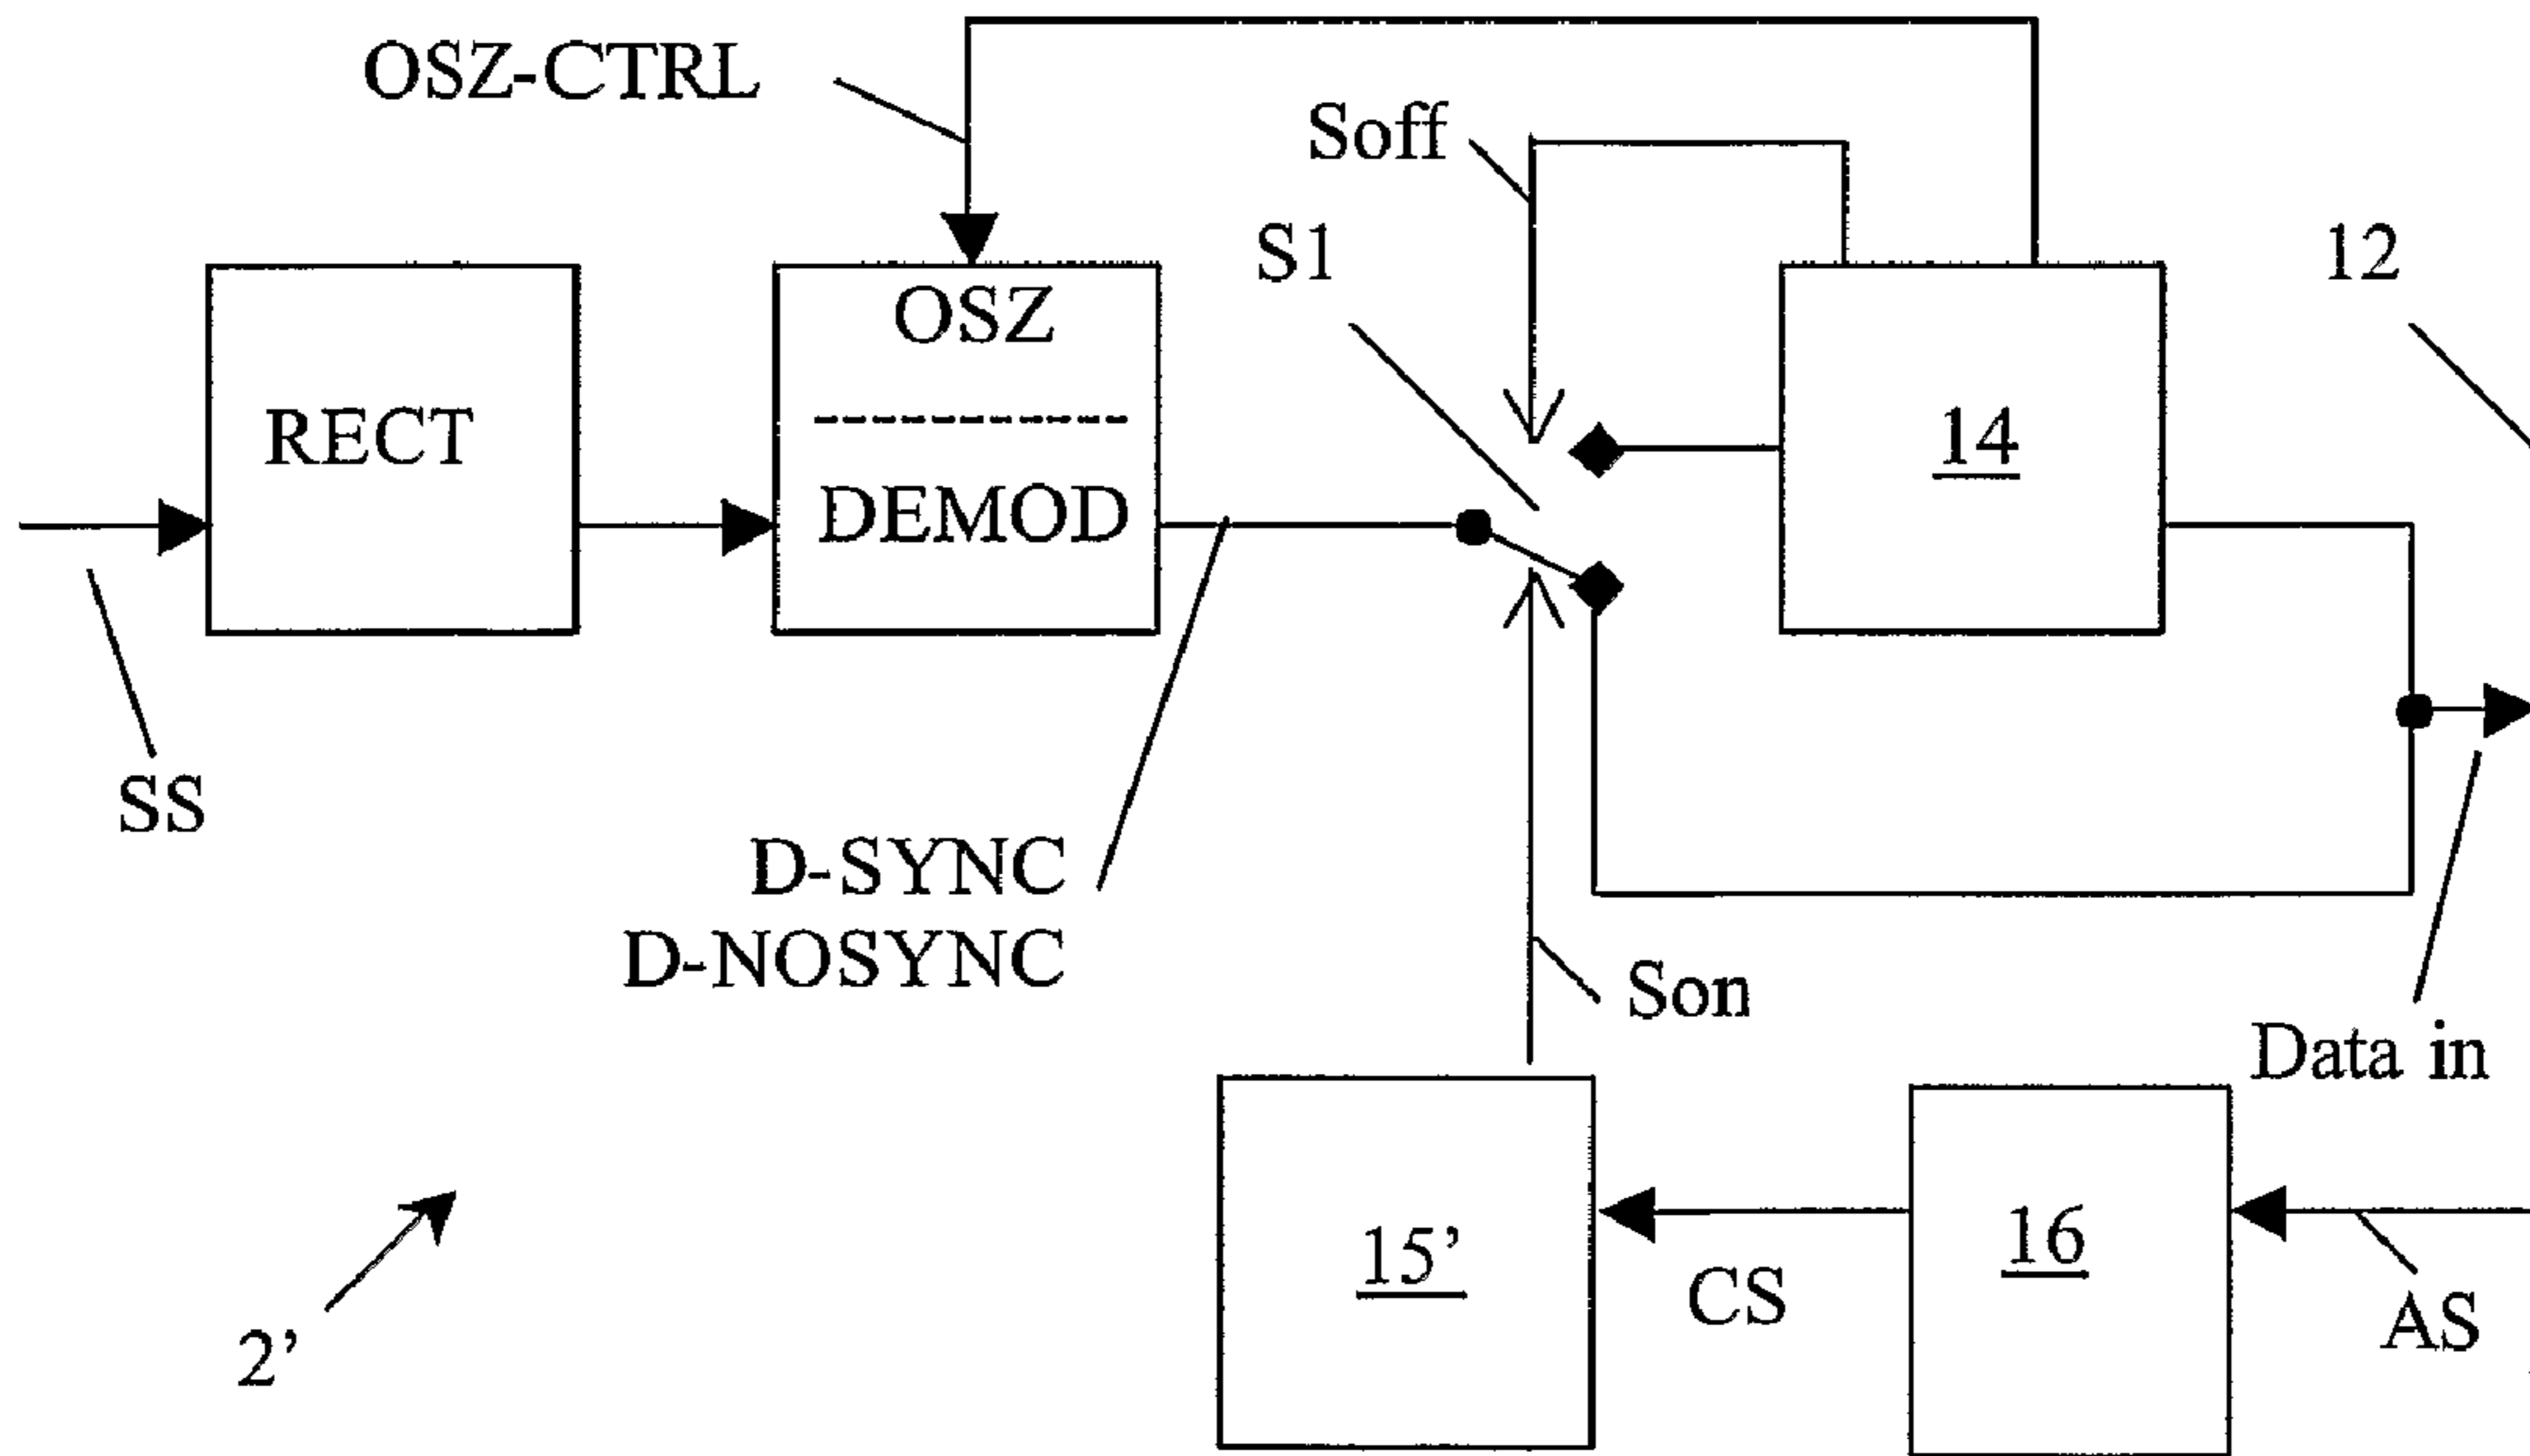 OSZ-CTRL
Soff
S1
12
OSZ
RECT
14
DEMOD
SS
D-SYNC
D-NOSYNC
Son
Data in
15’
16
CS
AS
2’